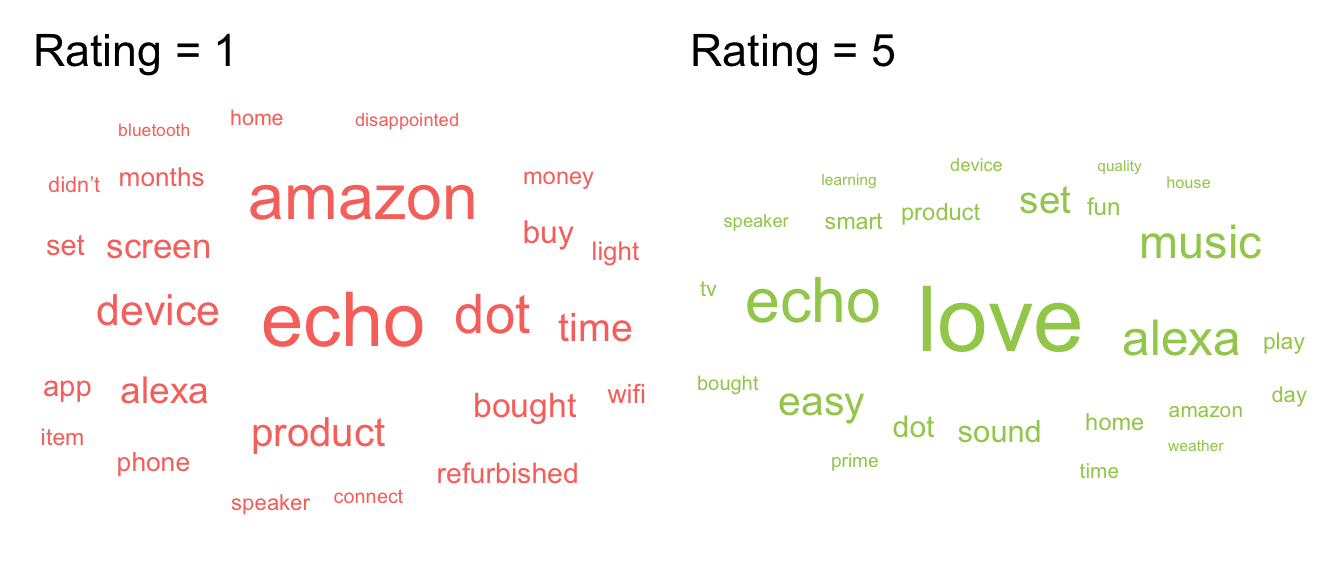 Rating = 1
home
disappointed
bluetooth
didn't
months
amazon
money
set
screen
buy
light
device
echo
dot
time
app
alexa
bought
wifi
item
product
phone
refurbished
speaker
connect
Rating = 5
device
quality
learning
house
speaker
smart
product
set
fun
music
tv
echo
love
alexa
play
bought
easy
day
dot
sound
home
amazon
weather
prime
time